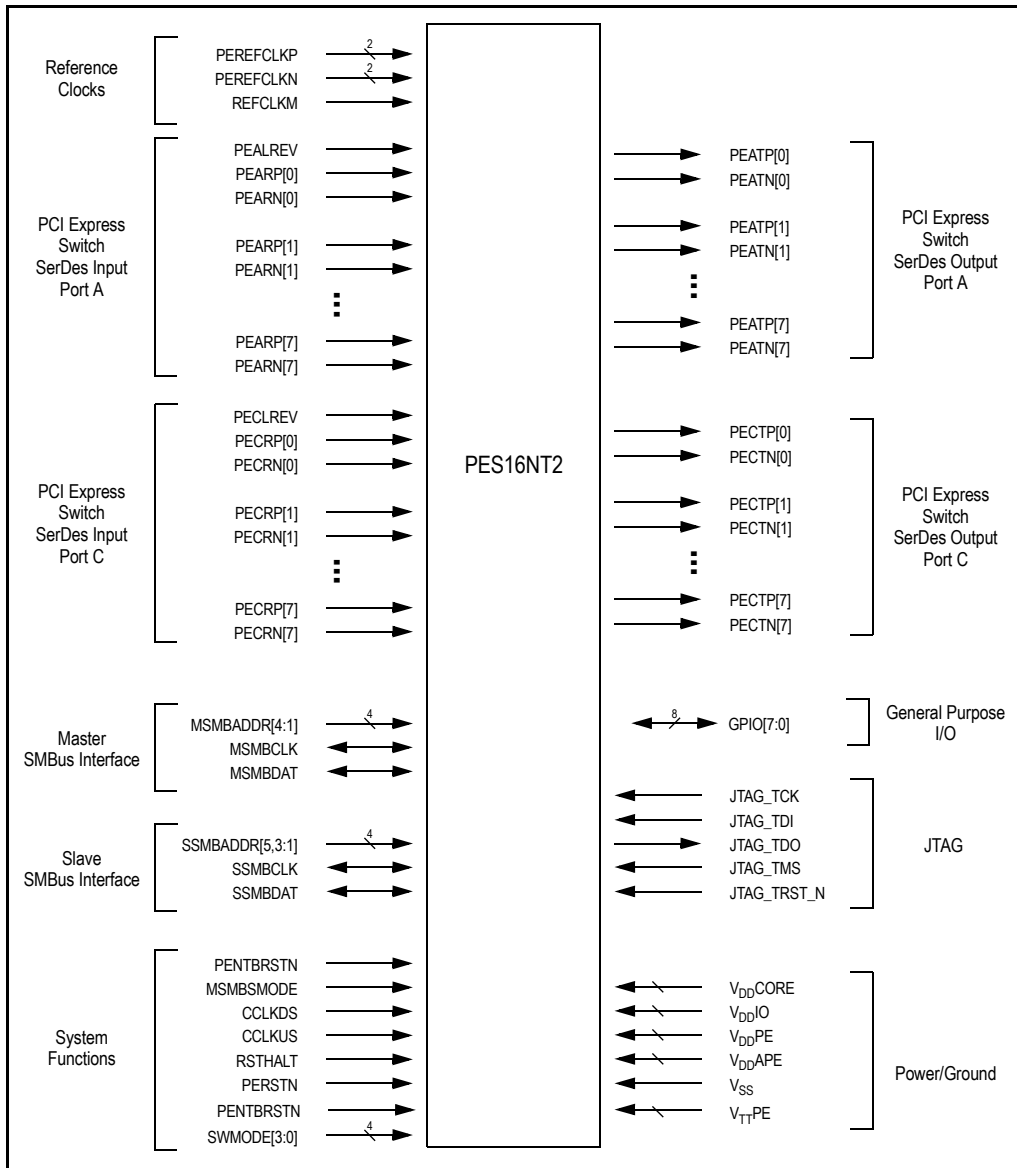 Reference
Clocks
PEREFCLKP
2
PEREFCLKN
2
REFCLKM
PCI Express
Switch
SerDes Input
Port A
PEALREV
PEARP[0]
PEARN[0]
PEARP[1]
PEARN[1]
PEARP[7]
PEARN[7]
PCI Express
Switch
SerDes Input
Port C
PECLREV
PECRP[0]
PECRN[0]
PECRP[1]
PECRN[1]
PECRP[7]
PECRN[7]
Master
SMBus Interface
MSMBADDR[4:1]
4
MSMBCLK
MSMBDAT
Slave
SMBus Interface
SSMBADDR[5,3:1]
4
SSMBCLK
SSMBDAT
System
Functions
PENTBRSTN
MSMBSMODE
CCLKDS
CCLKUS
RSTHALT
PERSTN
PENTBRSTN
SWMODE[3:0]
4
PES16NT2
PEATP[0]
PEATN[0]
PEATP[1]
PEATN[1]
PEATP[7]
PEATN[7]
PCI Express
Switch
SerDes Output
Port A
PECTP[0]
PECTN[0]
PECTP[1]
PECTN[1]
PECTP[7]
PECTN[7]
PCI Express
Switch
SerDes Output
Port C
8
GPIO[7:0]
General Purpose
I/O
JTAG_TCK
JTAG_TDI
JTAG_TDO
JTAG_TMS
JTAG_TRST_N
JTAG
VDDCORE
VDDIO
VDDPE
VDDAPE
VSS
VTTPE
Power/Ground